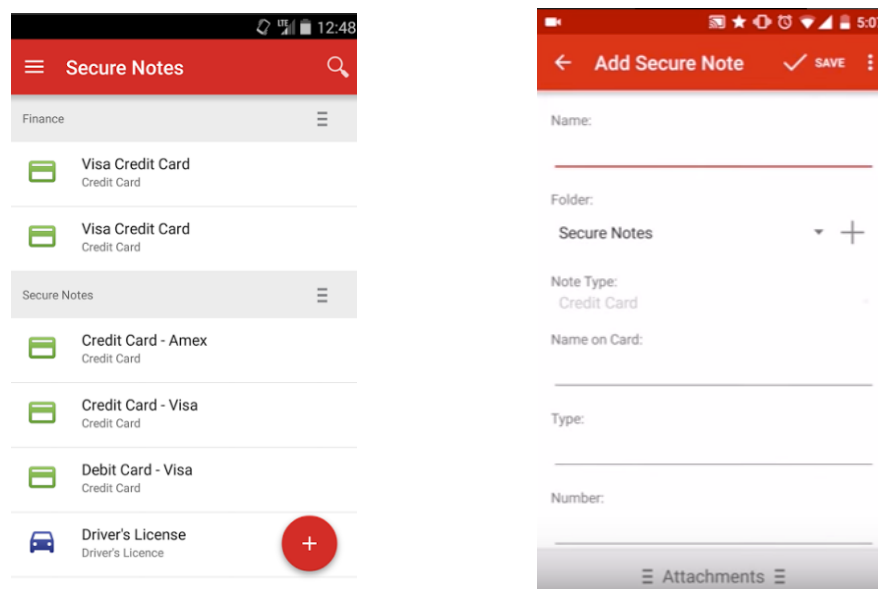 LTE 12:48
Secure Notes
Finance
Visa Credit Card
Credit Card
Visa Credit Card
Credit Card
Secure Notes
Credit Card - Amex
Credit Card
Credit Card - Visa
Credit Card
Debit Card - Visa
Credit Card
Driver's License
Driver's Licence
Add Secure Note SAVE
Name:
Folder:
Secure Notes
Note Type:
Credit Card
Name on Card:
Type:
Number:
Attachments